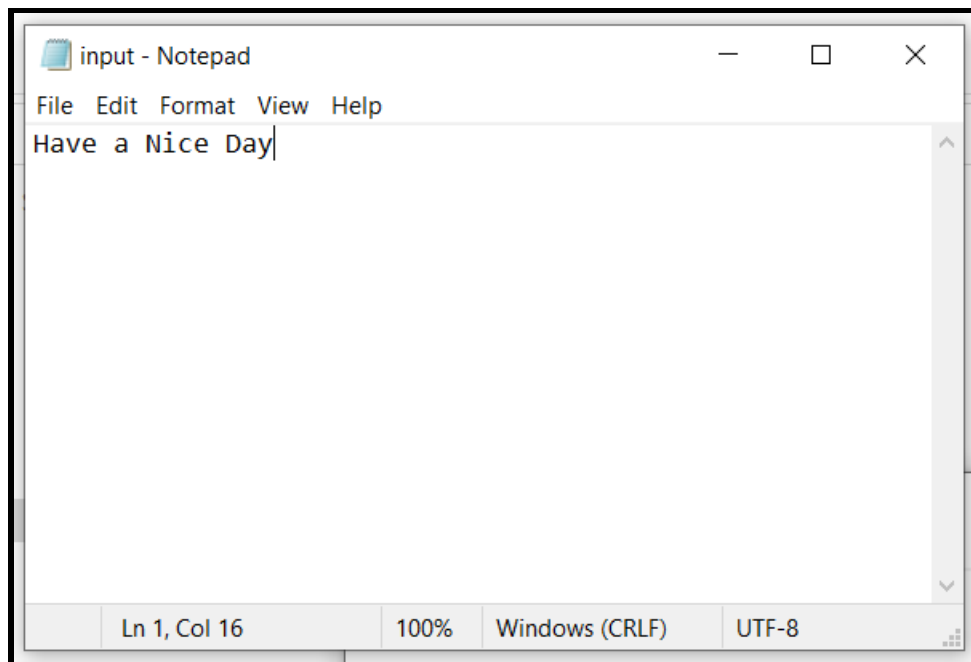 input - Notepad
File Edit Format View Help
Have a Nice Day
Ln 1, Col 16 100% Windows (CRLF) UTF-8